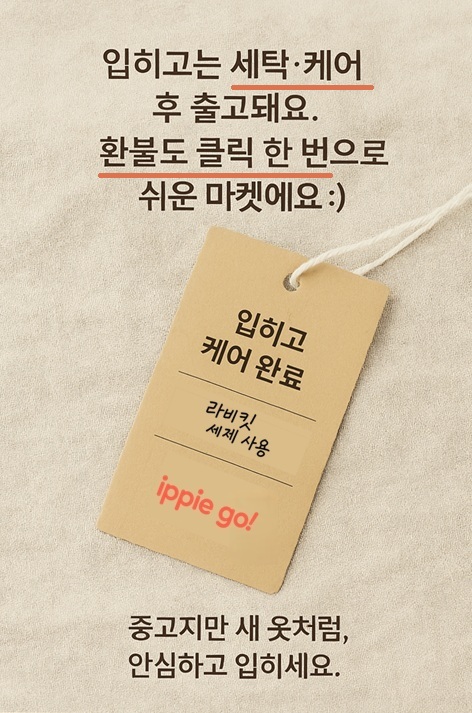 입히고는 세탁·케어
후 출고돼요.
환불도 클릭 한 번으로
쉬운 마켓에요 :)
입히고
케어 완료
라비킷
세제 사용
ippie go!
중고지만 새 옷처럼,
안심하고 입히세요.